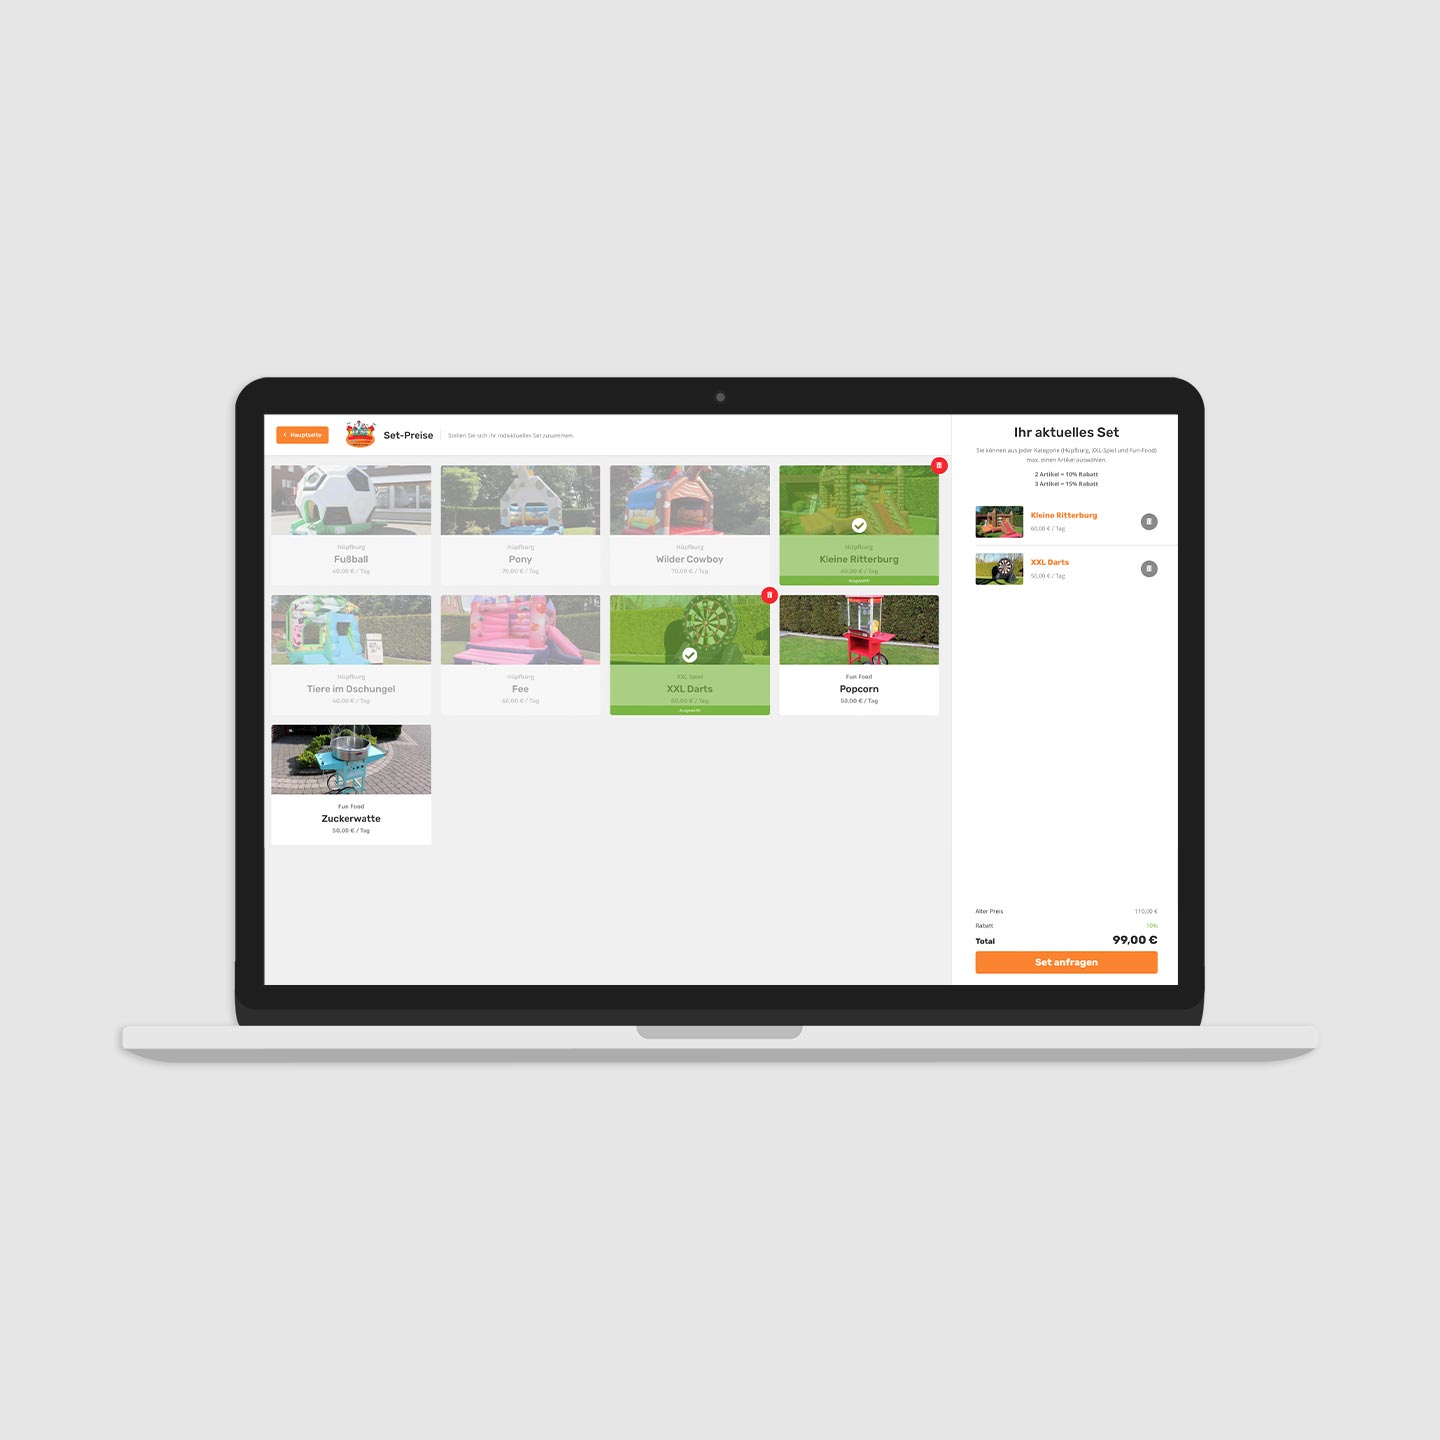 Hauptseite
Set-Preise
Stellen Sie sich ihr individuelles Set zusammen.
Hüpfburg
Fußball
60,00 € / Tag
Hüpfburg
Pony
70,00 € / Tag
Hüpfburg
Wilder Cowboy
70,00 € / Tag
Hüpfburg
Kleine Ritterburg
60,00 € / Tag
Ausgewählt
Hüpfburg
Tiere im Dschungel
60,00 € / Tag
Hüpfburg
Fee
60,00 € / Tag
XXL Spiel
XXL Darts
50,00 € / Tag
Ausgewählt
Fun Food
Popcorn
50,00 € / Tag
Fun Food
Zuckerwatte
50,00 € / Tag
Ihr aktuelles Set
Sie können aus jeder Kategorie (Hüpfburg, XXL-Spiel und Fun-Food)
max. einen Artikel auswählen.
2 Artikel = 10% Rabatt
3 Artikel = 15% Rabatt
Kleine Ritterburg
60,00 € / Tag
XXL Darts
50,00 € / Tag
Alter Preis 110,00 €
Rabatt 10%
Total 99,00 €
Set anfragen